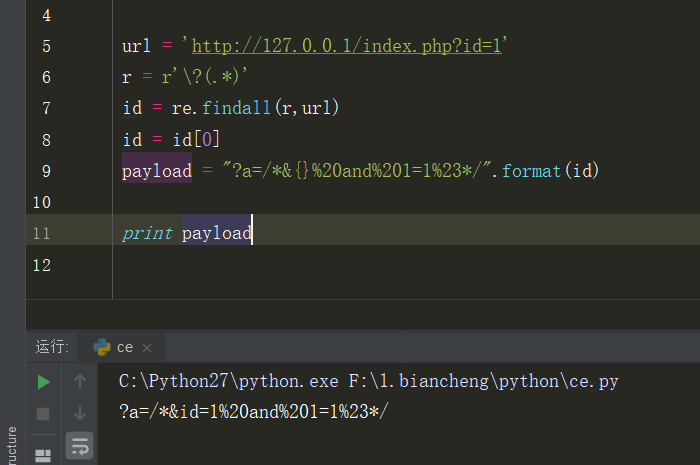 4
5 url = 'http://127.0.0.1/index.php?id=1'
6 r = r'\?(.*)'
7 id = re.findall(r,url)
8 id = id[0]
9 payload = "?a=/*&{}%20and%201=1%23*/".format(id)
10
11 print payload
12
运行: ce ×
C:\Python27\python.exe F:\1.biancheng\python\ce.py
?a=/*&id=1%20and%201=1%23*/
ructure